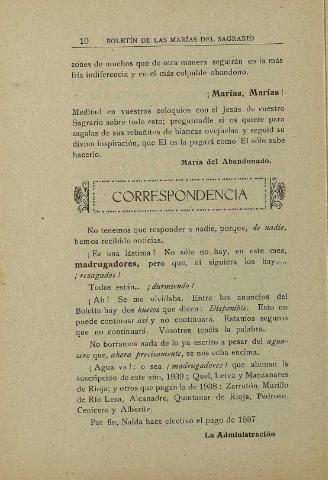 10 BOLETÍN DE LAS MARÍAS DEL SAGRARIO
zones de muchos que de otra manera seguirán en la más
fría indiferencia y en el más culpable abandono.
¡Marías, Marías!
Meditad en vuestros coloquios con el Jesús de vuestro
Sagrario sobre todo esto; preguntadle si os quiere para
zagalas de sus rebañitos de blancas ovejuelas y seguid su
divina inspiración, que El os la pagará como El sólo sabe
hacerlo.
María del Abandonado.
CORRESPONDENCIA
No tenemos que responder a nadie, porque, de nadie,
hemos recibido noticias.
¡Es una lástima! No sólo no hay, en este mes,
madrugadores, pero que, ni siguiera los hay....
¡rezagados!
Todos están.. ¡durmiendo!
¡Ah! Se me olvidaba. Entre los anuncios del
Boletín hay dos huecos que dicen: Disponible. Esto no
puede continuar así y no continuará. Estamos seguros
que no continuará. Vosotros tenéis la palabra.
No borramos nada de lo ya escrito a pesar del agua-
cero que, ahora precisamente, se nos echa encima.
¡Agua va!: o sea ¡madrugadores! que abonan la
suscripción de este año, 1939; Quel, Leiva y Manzanares
de Rioja; y otros que pagan la de 1938: Zarratón, Murillo
de Río Leza, Alcanadre, Quintanar de Rioja, Pedroso,
Cenicero y Alberite.
Por fin, Nalda hace efectivo el pago de 1937
La Administración